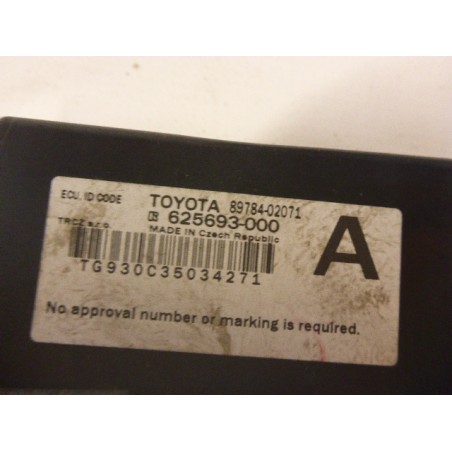 ECU. ID CODE TOYOTA 89784-02071
625693-000
TRCZ s.r.o. MADE IN Czech Republic
A
TG930C35034271
No approval number or marking is required.